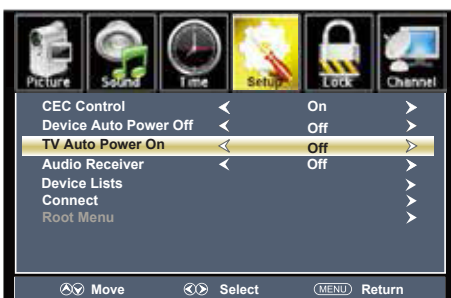 Picture Sound Time Setup Lock Channel
CEC Control On
Device Auto Power Off Off
TV Auto Power On Off
Audio Receiver Off
Device Lists
Connect
Root Menu
Move Select MENU Return